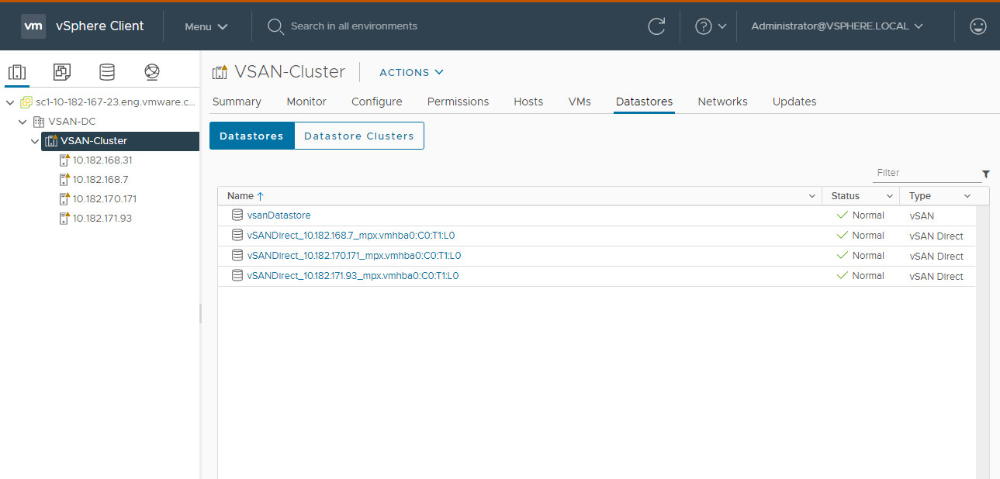 vm vSphere Client Menu Search in all environments ? Administrator@VSPHERE.LOCAL
VSAN-Cluster ACTIONS
Summary Monitor Configure Permissions Hosts VMs Datastores Networks Updates
sc1-10-182-167-23.eng.vmware.c...
VSAN-DC
VSAN-Cluster
10.182.168.31
10.182.168.7
10.182.170.171
10.182.171.93
Datastores Datastore Clusters
Filter
Name Status Type
vsanDatastore Normal vSAN
vSANDirect_10.182.168.7_mpx.vmhba0:C0:T1:L0 Normal vSAN Direct
vSANDirect_10.182.170.171_mpx.vmhba0:C0:T1:L0 Normal vSAN Direct
vSANDirect_10.182.171.93_mpx.vmhba0:C0:T1:L0 Normal vSAN Direct